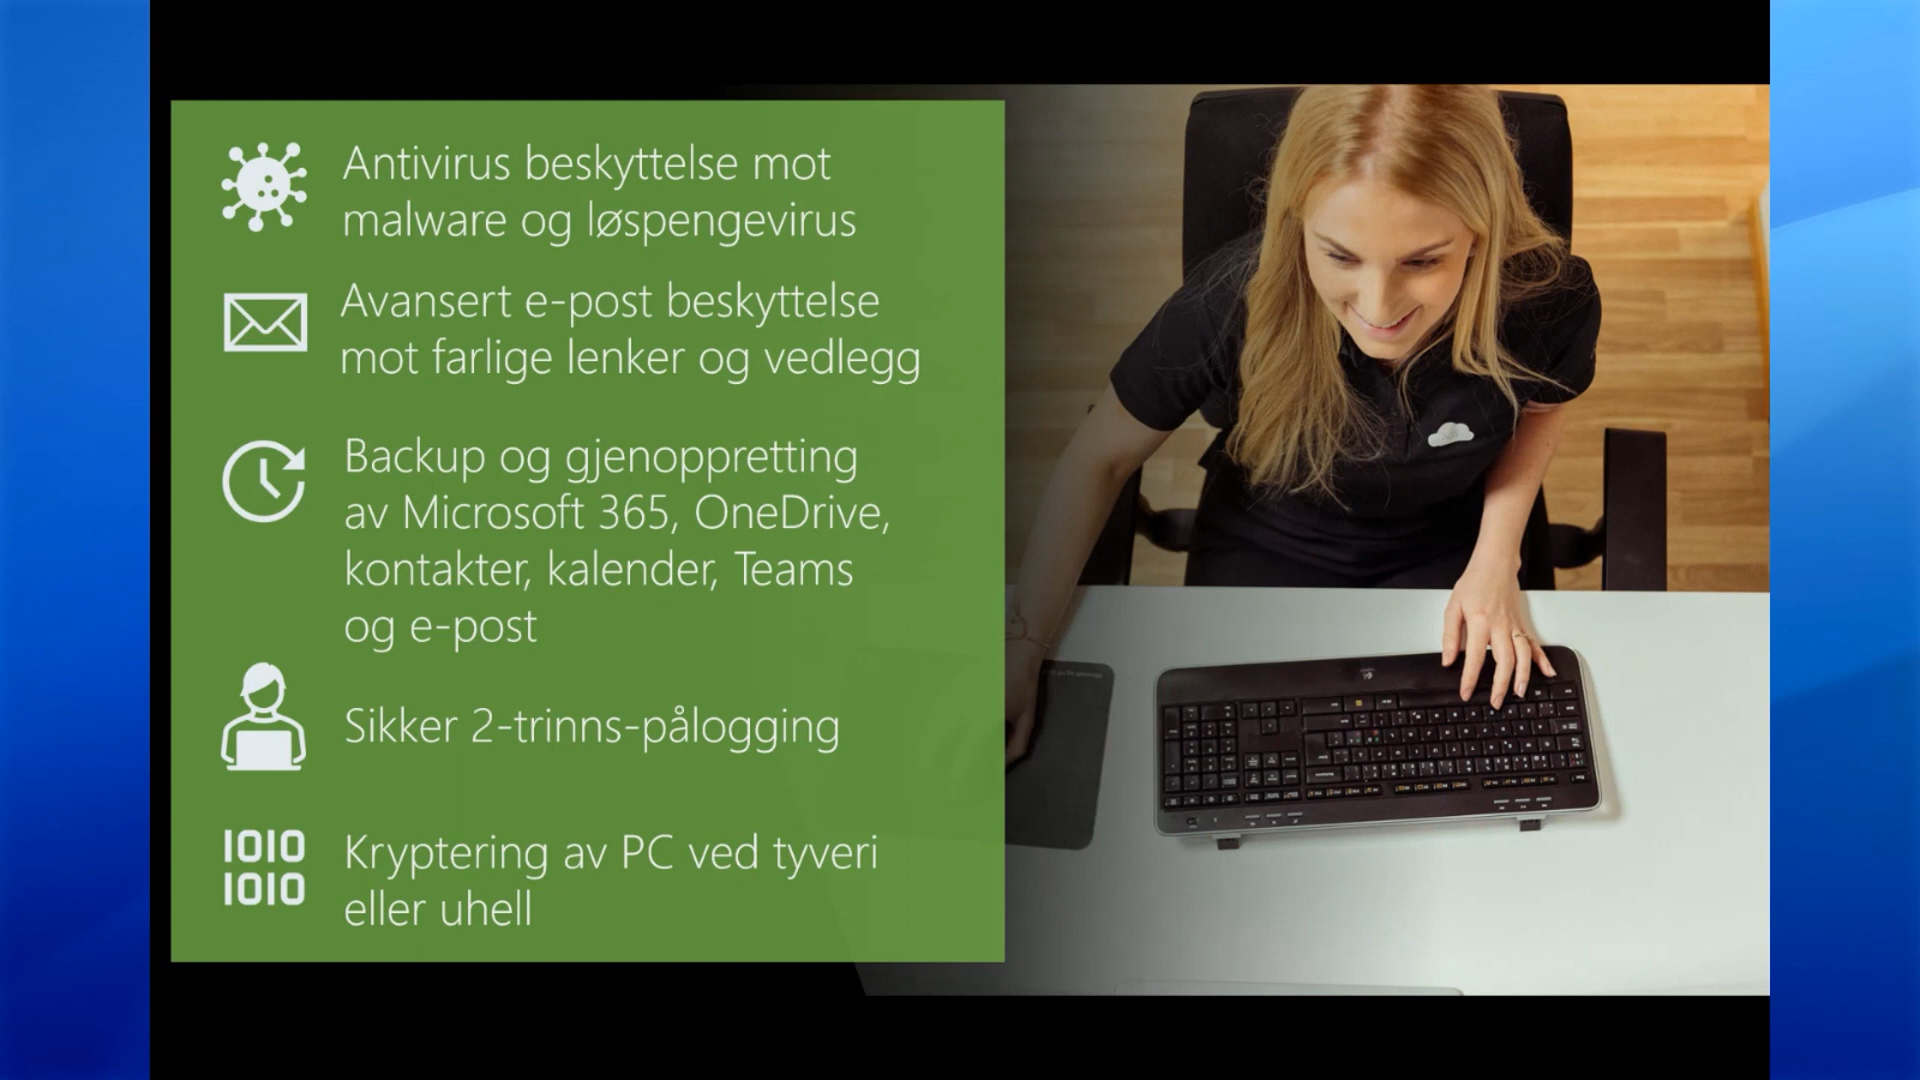 Antivirus beskyttelse mot
malware og løspengevirus
Avansert e-post beskyttelse
mot farlige lenker og vedlegg
Backup og gjenoppretting
av Microsoft 365, OneDrive,
kontakter, kalender, Teams
og e-post
Sikker 2-trinns-pålogging
1010
1010
Kryptering av PC ved tyveri
eller uhell